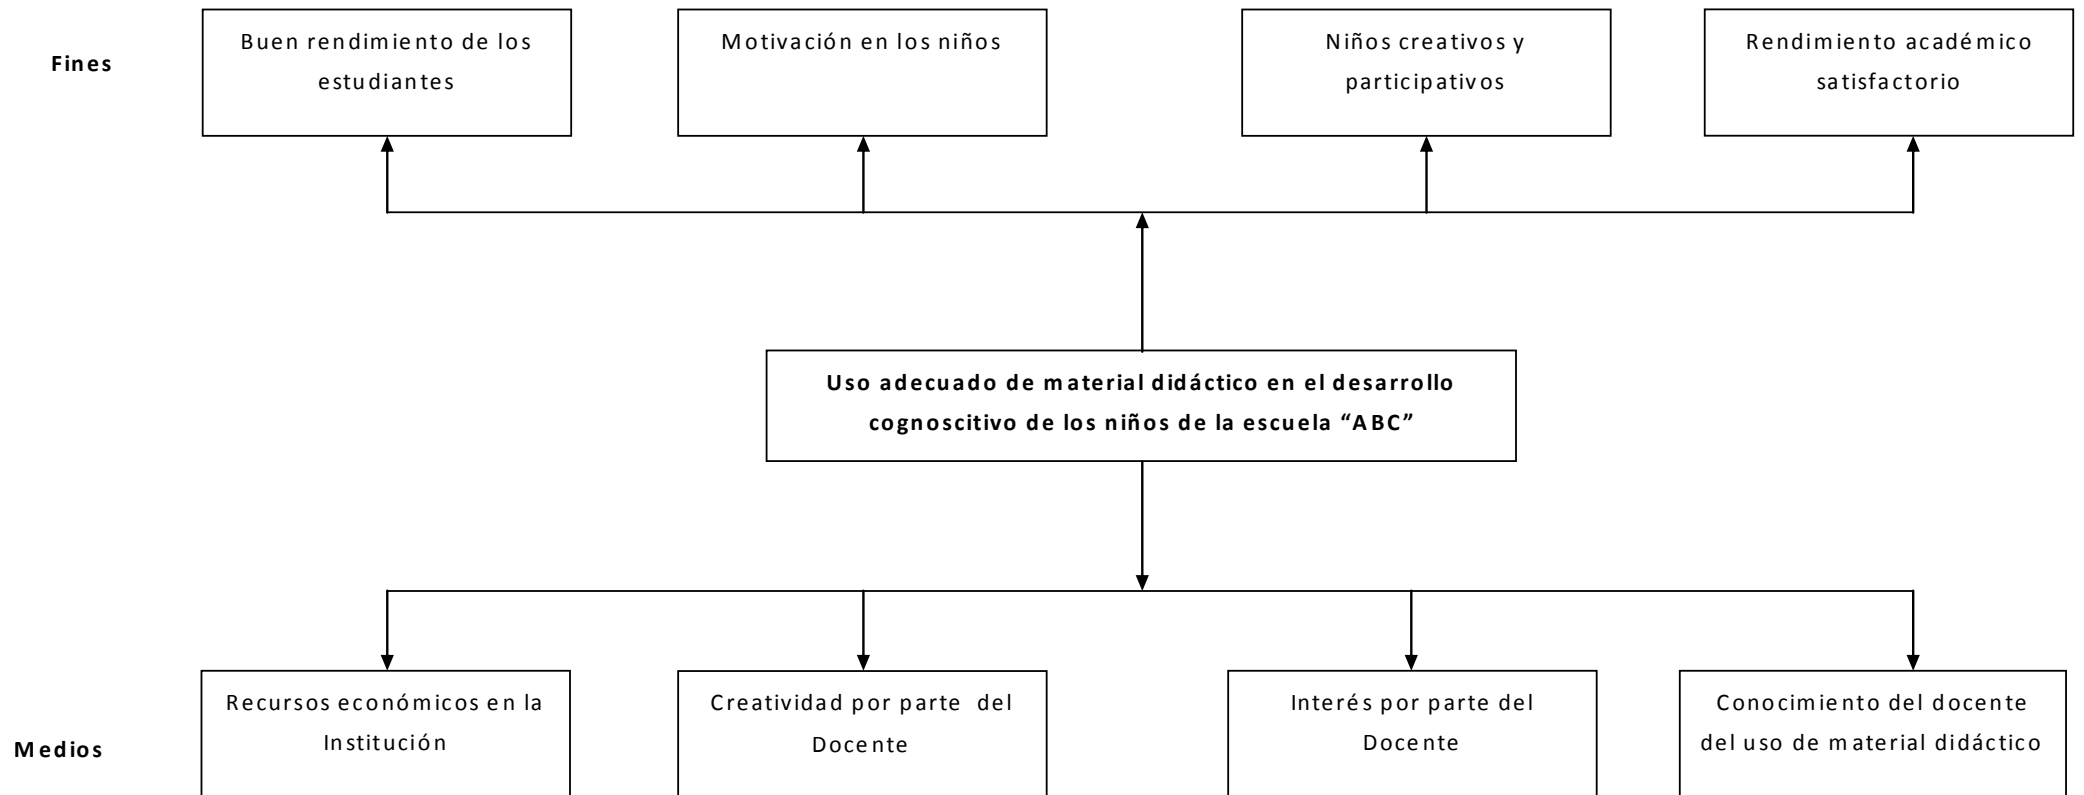 Fines
Buen rendimiento de los
estudiantes
Motivación en los niños
Niños creativos y
participativos
Rendimiento académico
satisfactorio
Uso adecuado de material didáctico en el desarrollo
cognoscitivo de los niños de la escuela “ABC”
Medios
Recursos económicos en la
Institución
Creatividad por parte del
Docente
Interés por parte del
Docente
Conocimiento del docente
del uso de material didáctico